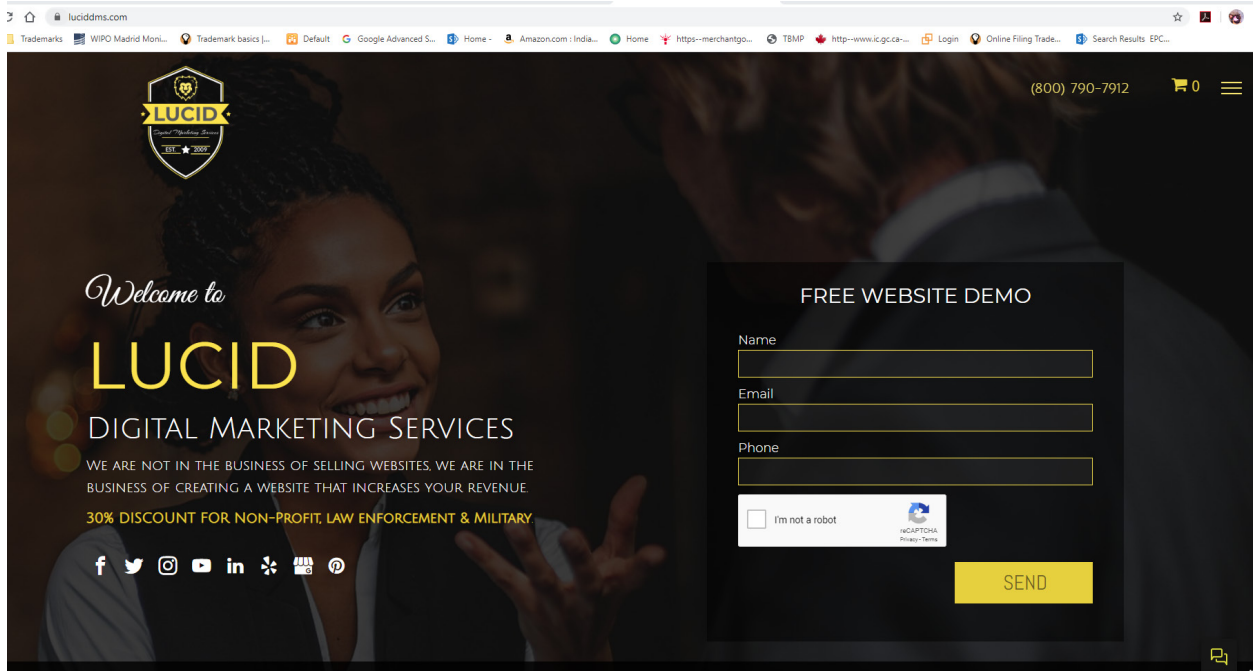 luciddms.com
Trademarks WIPO Madrid Moni... Trademark basics |... Default Google Advanced S... Home - Amazon.com : India... Home https--merchantgo... TBMP http--www.ic.gc.ca-... Login Online Filing Trade... Search Results EPC...
LUCID
Digital Marketing Services
EST. 2009
(800) 790-7912
0
Welcome to
LUCID
DIGITAL MARKETING SERVICES
WE ARE NOT IN THE BUSINESS OF SELLING WEBSITES, WE ARE IN THE
BUSINESS OF CREATING A WEBSITE THAT INCREASES YOUR REVENUE.
30% DISCOUNT FOR NON-PROFIT, LAW ENFORCEMENT & MILITARY.
FREE WEBSITE DEMO
Name
Email
Phone
I'm not a robot
reCAPTCHA
Privacy - Terms
SEND